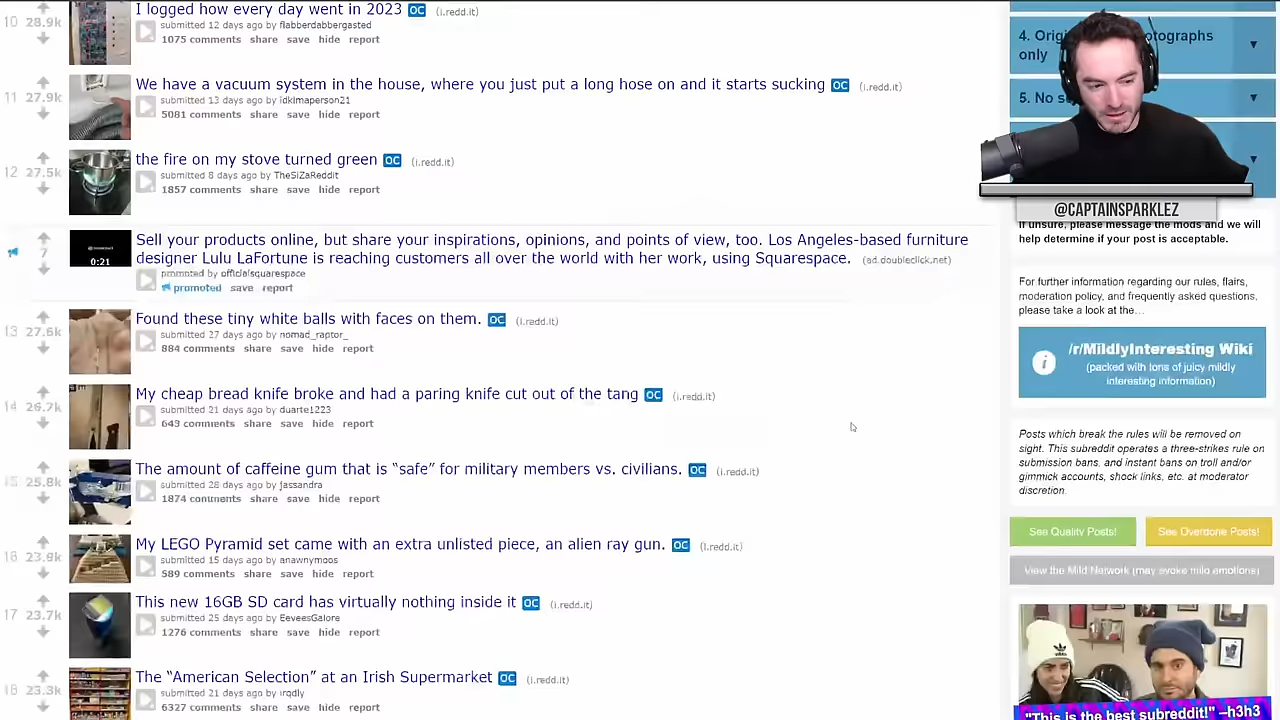 10 28.9k
I logged how every day went in 2023 OC (i.redd.it)
submitted 12 days ago by flabberdabbergasted
1075 comments share save hide report
11 27.9k
We have a vacuum system in the house, where you just put a long hose on and it starts sucking OC (i.redd.it)
submitted 13 days ago by idkimaperson21
5081 comments share save hide report
12 27.5k
the fire on my stove turned green OC (i.redd.it)
submitted 8 days ago by TheSiZaReddit
1857 comments share save hide report
0:21
Sell your products online, but share your inspirations, opinions, and points of view, too. Los Angeles-based furniture
designer Lulu LaFortune is reaching customers all over the world with her work, using Squarespace. (ad.doubleclick.net)
promoted by officialsquarespace
promoted save report
13 27.6k
Found these tiny white balls with faces on them. OC (i.redd.it)
submitted 27 days ago by nomad_raptor_
884 comments share save hide report
14 26.7k
My cheap bread knife broke and had a paring knife cut out of the tang OC (i.redd.it)
submitted 21 days ago by duarte1223
643 comments share save hide report
15 25.8k
The amount of caffeine gum that is “safe” for military members vs. civilians. OC (i.redd.it)
submitted 28 days ago by jassandra
1874 comments share save hide report
16 23.9k
My LEGO Pyramid set came with an extra unlisted piece, an alien ray gun. OC (i.redd.it)
submitted 15 days ago by anawnymoos
589 comments share save hide report
17 23.7k
This new 16GB SD card has virtually nothing inside it OC (i.redd.it)
submitted 25 days ago by EeveesGalore
1276 comments share save hide report
18 23.3k
The “American Selection” Irish Supermarket OC (i.redd.it)
submitted 21 days ago by
6327 comments share save hide report
4. photographs
only
5. No
@CAPTAINSPARKLEZ
If unsure, please message the mods and we will
help determine if your post is acceptable.
For further information regarding our rules, flairs,
moderation policy, and frequently asked questions,
please take a look at the...
i
/r/MildlyInteresting Wiki
(packed with tons of juicy mildly
interesting information)
Posts which break the rules will be removed on
sight. This subreddit operates a three-strikes rule on
submission bans, and instant bans on troll and/or
gimmick accounts, shock links, etc. at moderator
discretion.
See Quality Posts!
See Overdone Posts!
View the Mild Network (may evoke mild emotions)
adidas
"This is the best subreddit!" –h3h3